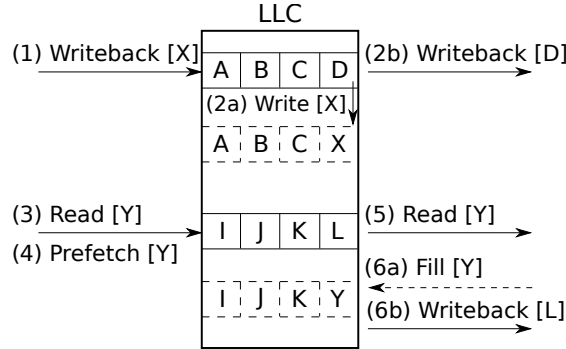 LLC
(1) Writeback [X]
A B C D
(2b) Writeback [D]
(2a) Write [X]
A B C X
(3) Read [Y]
(4) Prefetch [Y]
I J K L
(5) Read [Y]
(6a) Fill [Y]
I J K Y
(6b) Writeback [L]